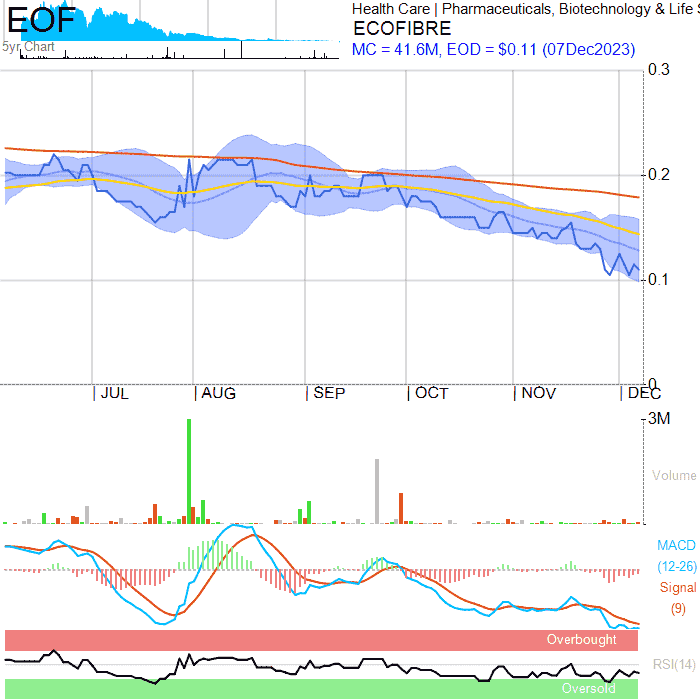 EOF
5yr Chart
Health Care | Pharmaceuticals, Biotechnology & Life
ECOFIBRE
MC = 41.6M, EOD = $0.11 (07Dec2023)
0.3
0.2
0.1
0
JUL
AUG
SEP
OCT
NOV
DEC
3M
Volume
MACD
(12-26)
Signal
(9)
Overbought
RSI(14)
Oversold